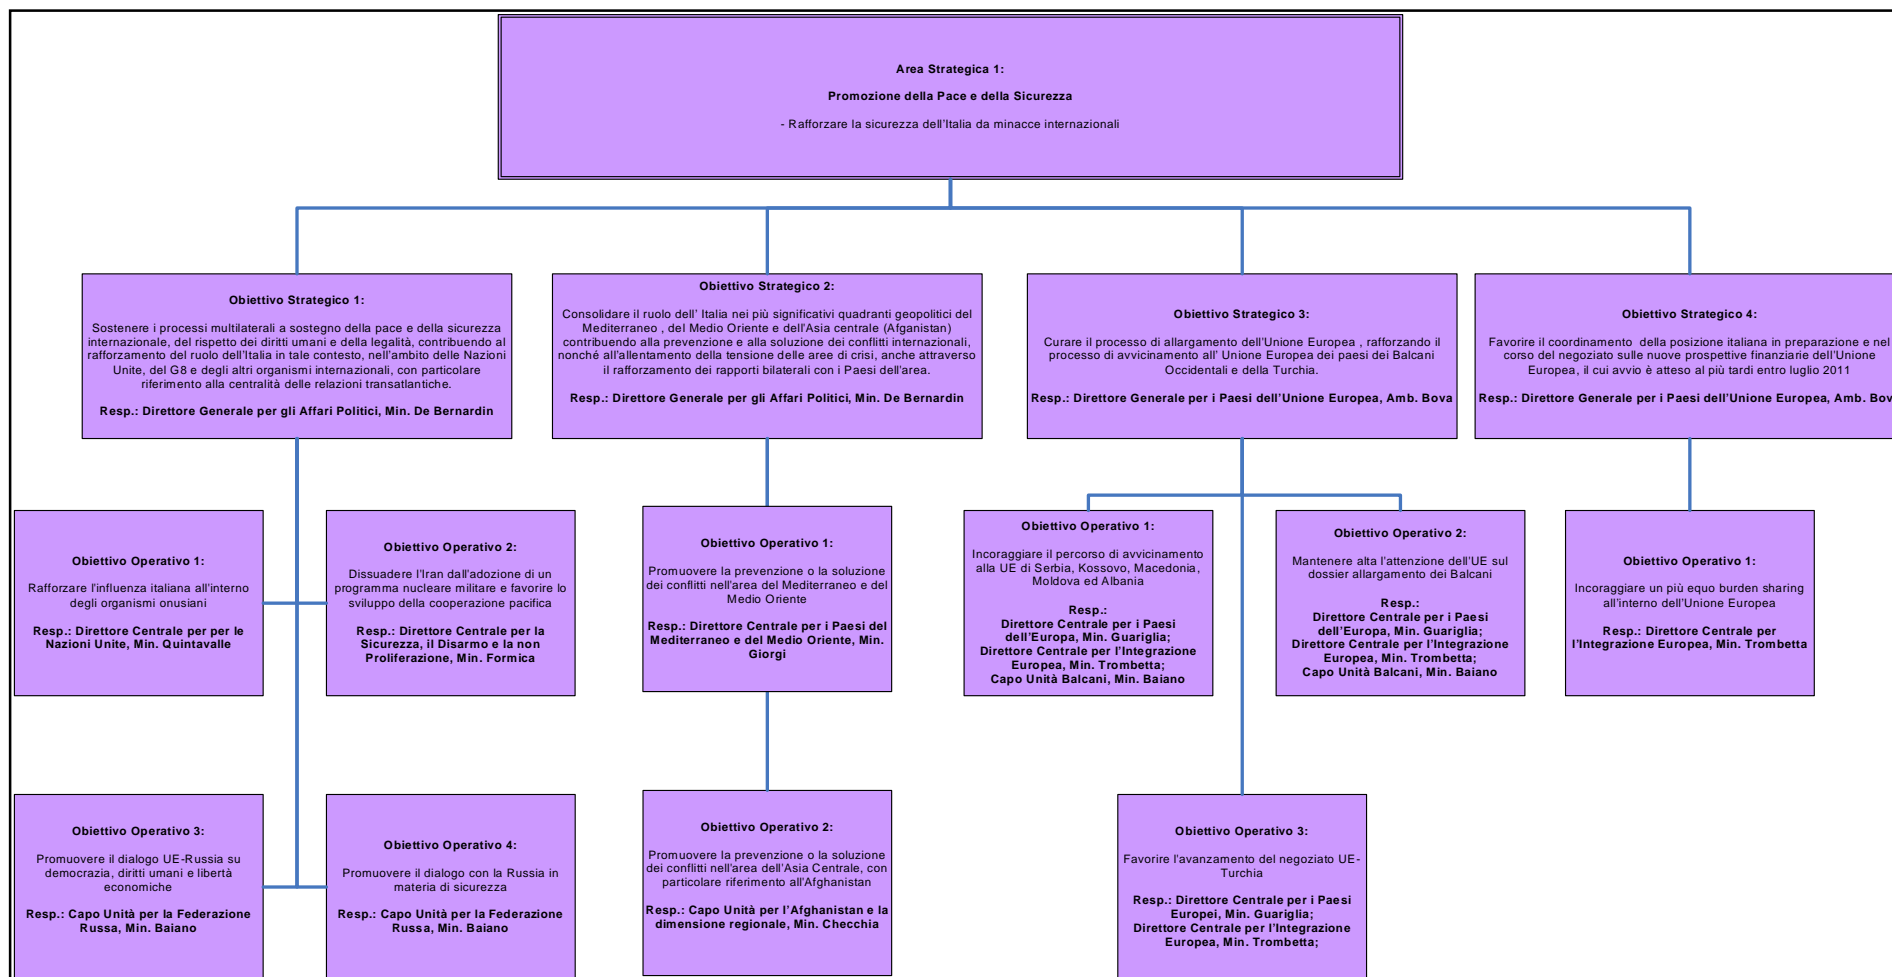 Area Strategica 1:
Promozione della Pace e della Sicurezza
- Rafforzare la sicurezza dell'Italia da minacce internazionali
Obiettivo Strategico 1:
Sostenere i processi multilaterali a sostegno della pace e della sicurezza
internazionale, del rispetto dei diritti umani e della legalità, contribuendo al
rafforzamento del ruolo dell'Italia in tale contesto, nell'ambito delle Nazioni
Unite, del G8 e degli altri organismi internazionali, con particolare
riferimento alla centralità delle relazioni transatlantiche.
Resp.: Direttore Generale per gli Affari Politici, Min. De Bernardin
Obiettivo Strategico 2:
Consolidare il ruolo dell' Italia nei più significativi quadranti geopolitici del
Mediterraneo , del Medio Oriente e dell'Asia centrale (Afganistan)
contribuendo alla prevenzione e alla soluzione dei conflitti internazionali,
nonché all'allentamento della tensione delle aree di crisi, anche attraverso
il rafforzamento dei rapporti bilaterali con i Paesi dell'area.
Resp.: Direttore Generale per gli Affari Politici, Min. De Bernardin
Obiettivo Strategico 3:
Curare il processo di allargamento dell'Unione Europea , rafforzando il
processo di avvicinamento all' Unione Europea dei paesi dei Balcani
Occidentali e della Turchia.
Resp.: Direttore Generale per i Paesi dell'Unione Europea, Amb. Bova
Obiettivo Strategico 4:
Favorire il coordinamento della posizione italiana in preparazione e nel
corso del negoziato sulle nuove prospettive finanziarie dell'Unione
Europea, il cui avvio è atteso al più tardi entro luglio 2011
Resp.: Direttore Generale per i Paesi dell'Unione Europea, Amb. Bov
Obiettivo Operativo 1:
Rafforzare l'influenza italiana all'interno
degli organismi onusiani
Resp.: Direttore Centrale per per le
Nazioni Unite, Min. Quintavalle
Obiettivo Operativo 2:
Dissuadere l'Iran dall'adozione di un
programma nucleare militare e favorire lo
sviluppo della cooperazione pacifica
Resp.: Direttore Centrale per la
Sicurezza, il Disarmo e la non
Proliferazione, Min. Formica
Obiettivo Operativo 1:
Promuovere la prevenzione o la soluzione
dei conflitti nell'area del Mediterraneo e del
Medio Oriente
Resp.: Direttore Centrale per i Paesi del
Mediterraneo e del Medio Oriente, Min.
Giorgi
Obiettivo Operativo 1:
Incoraggiare il percorso di avvicinamento
alla UE di Serbia, Kossovo, Macedonia,
Moldova ed Albania
Resp.:
Direttore Centrale per i Paesi
dell'Europa, Min. Guariglia;
Direttore Centrale per l'Integrazione
Europea, Min. Trombetta;
Capo Unità Balcani, Min. Baiano
Obiettivo Operativo 2:
Mantenere alta l'attenzione dell'UE sul
dossier allargamento dei Balcani
Resp.:
Direttore Centrale per i Paesi
dell'Europa, Min. Guariglia;
Direttore Centrale per l'Integrazione
Europea, Min. Trombetta;
Capo Unità Balcani, Min. Baiano
Obiettivo Operativo 1:
Incoraggiare un più equo burden sharing
all'interno dell'Unione Europea
Resp.: Direttore Centrale per
l'Integrazione Europea, Min. Trombetta
Obiettivo Operativo 3:
Promuovere il dialogo UE-Russia su
democrazia, diritti umani e libertà
economiche
Resp.: Capo Unità per la Federazione
Russa, Min. Baiano
Obiettivo Operativo 4:
Promuovere il dialogo con la Russia in
materia di sicurezza
Resp.: Capo Unità per la Federazione
Russa, Min. Baiano
Obiettivo Operativo 2:
Promuovere la prevenzione o la soluzione
dei conflitti nell'area dell'Asia Centrale, con
particolare riferimento all'Afghanistan
Resp.: Capo Unità per l'Afghanistan e la
dimensione regionale, Min. Checchia
Obiettivo Operativo 3:
Favorire l'avanzamento del negoziato UE-
Turchia
Resp.: Direttore Centrale per i Paesi
Europei, Min. Guariglia;
Direttore Centrale per l'Integrazione
Europea, Min. Trombetta;